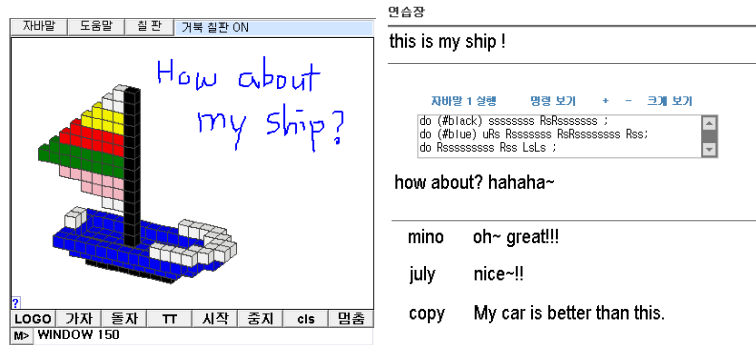 자바말 도움말 칠 판 거북 칠판 ON
How about
my ship?
?
LOGO 가자 돌자 TT 시작 중지 cls 멈춤
M> WINDOW 150
연습장
this is my ship !
자바말 1 실행 명령 보기 + - 크게 보기
do (#black) ssssssss RsRsssssss ;
do (#blue) uRs Rsssssss RsRssssssss Rss;
do Rsssssssss Rss LsLs ;
how about? hahaha~
mino oh~ great!!!
july nice~!!
copy My car is better than this.